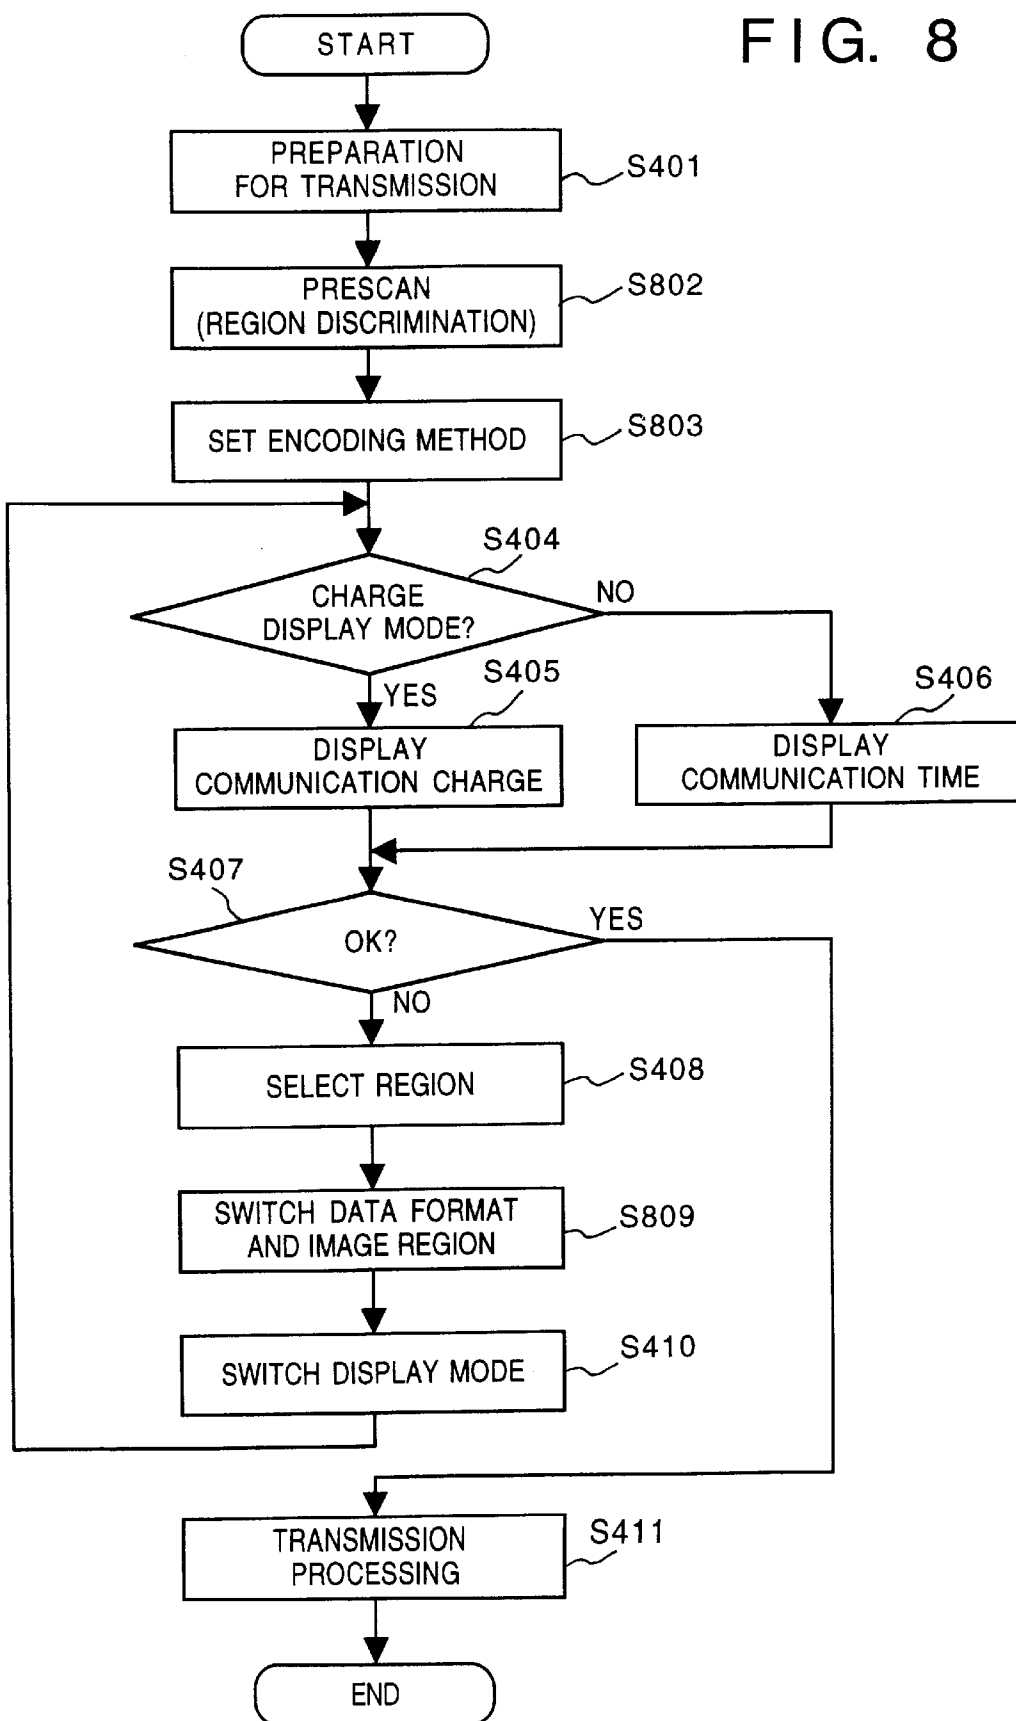 FIG. 8
START
PREPARATION
FOR TRANSMISSION
S401
PRESCAN
(REGION DISCRIMINATION)
S802
SET ENCODING METHOD
S803
S404
CHARGE
DISPLAY MODE?
NO
YES
S405
DISPLAY
COMMUNICATION CHARGE
S406
DISPLAY
COMMUNICATION TIME
S407
OK?
YES
NO
SELECT REGION
S408
SWITCH DATA FORMAT
AND IMAGE REGION
S809
SWITCH DISPLAY MODE
S410
TRANSMISSION
PROCESSING
S411
END